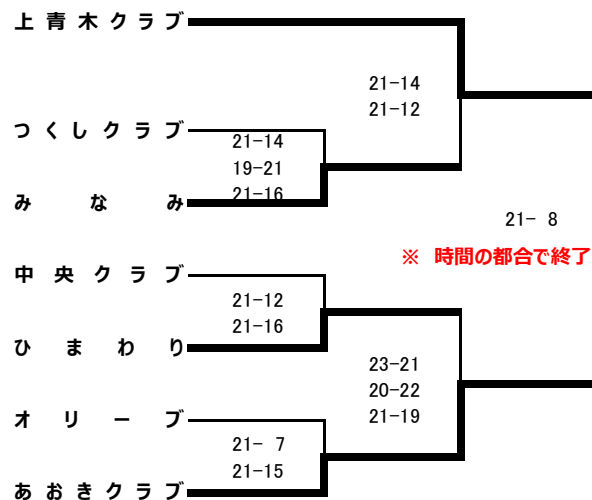 上青木クラブ
21-14
21-12
つくしクラブ
21-14
19-21
21-16
みなみ
21- 8
※ 時間の都合で終了
中央クラブ
21-12
21-16
ひまわり
23-21
20-22
21-19
オリーブ
21- 7
21-15
あおきクラブ